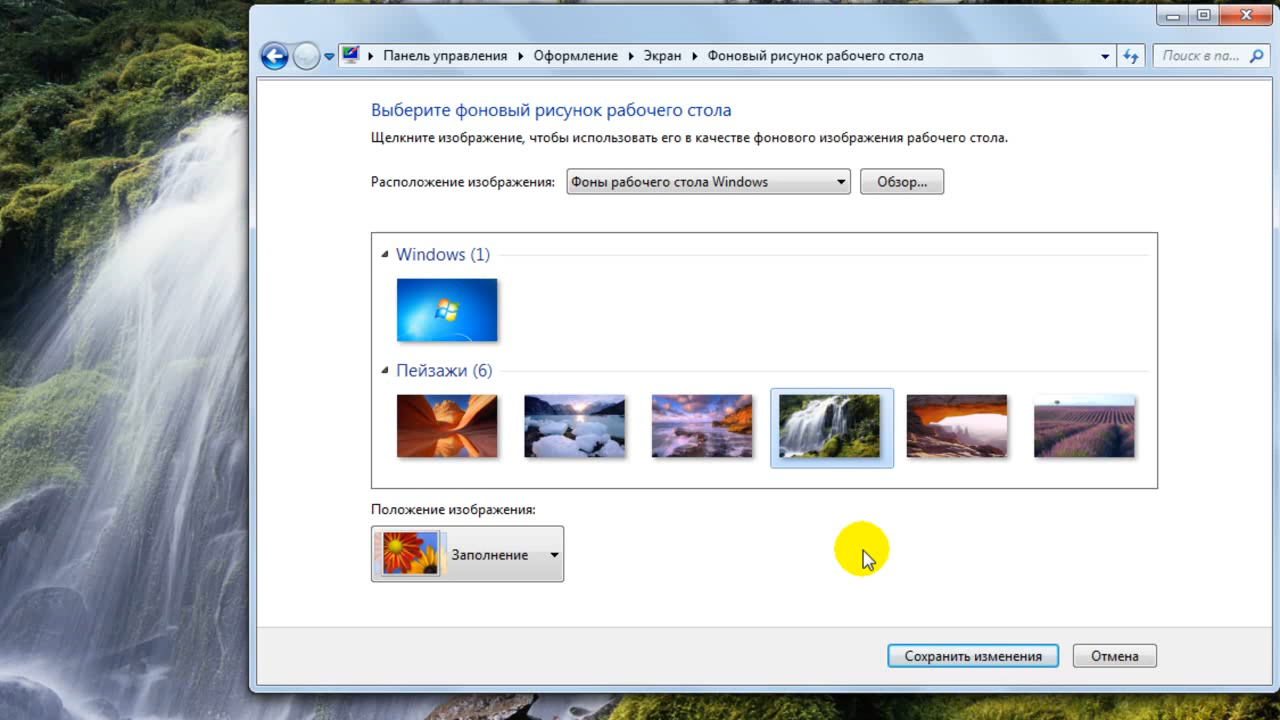 Панель управления Оформление Экран Фоновый рисунок рабочего стола Поиск в па...
Выберите фоновый рисунок рабочего стола
Щелкните изображение, чтобы использовать его в качестве фонового изображения рабочего стола.
Расположение изображения: Фоны рабочего стола Windows Обзор...
Windows (1)
Пейзажи (6)
Положение изображения:
Заполнение
Сохранить изменения Отмена